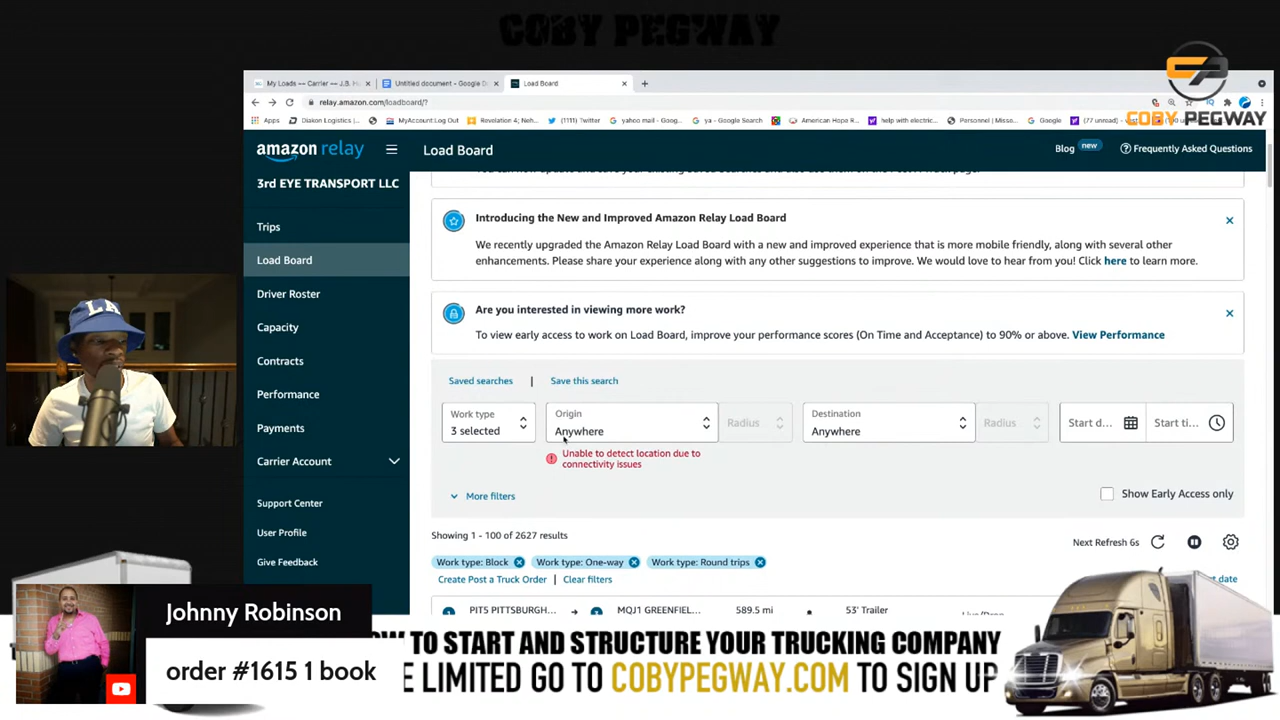 COBY PEGWAY
My Loads -- Carrier -- J.B. Hu
Untitled document - Google D
Load Board
relay.amazon.com/loadboard/?
Apps
Diakon Logistics |...
MyAccount Log Out
Revelation 4; Neh...
(1111) Twitter
yahoo mail - Goog...
ya - Google Search
American Hope R...
help with electric...
Personnel | Misso...
Google
(77 unread) -
COBY PEGWAY
amazon relay
Load Board
Blog new
Frequently Asked Questions
3rd EYE TRANSPORT LLC
Trips
Load Board
Driver Roster
Capacity
Contracts
Performance
Payments
Carrier Account
Support Center
User Profile
Give Feedback
Introducing the New and Improved Amazon Relay Load Board
We recently upgraded the Amazon Relay Load Board with a new and improved experience that is more mobile friendly, along with several other
enhancements. Please share your experience along with any other suggestions to improve. We would love to hear from you! Click here to learn more.
Are you interested in viewing more work?
To view early access to work on Load Board, improve your performance scores (On Time and Acceptance) to 90% or above. View Performance
Saved searches | Save this search
Work type
3 selected
Origin
Anywhere
Radius
Destination
Anywhere
Radius
Start d...
Start ti...
Unable to detect location due to
connectivity issues
More filters
Show Early Access only
Showing 1 - 100 of 2627 results
Next Refresh 6s
Work type: Block
Work type: One-way
Work type: Round trips
Create Post a Truck Order | Clear filters
st date
1 PIT5 PITTSBURGH... → MQJ1 GREENFIEL... 589.5 mi 53' Trailer Live/Drop
LA
Johnny Robinson
order #1615 1 book
OW TO START AND STRUCTURE YOUR TRUCKING COMPANY
E LIMITED GO TO COBYPEGWAY.COM TO SIGN UP